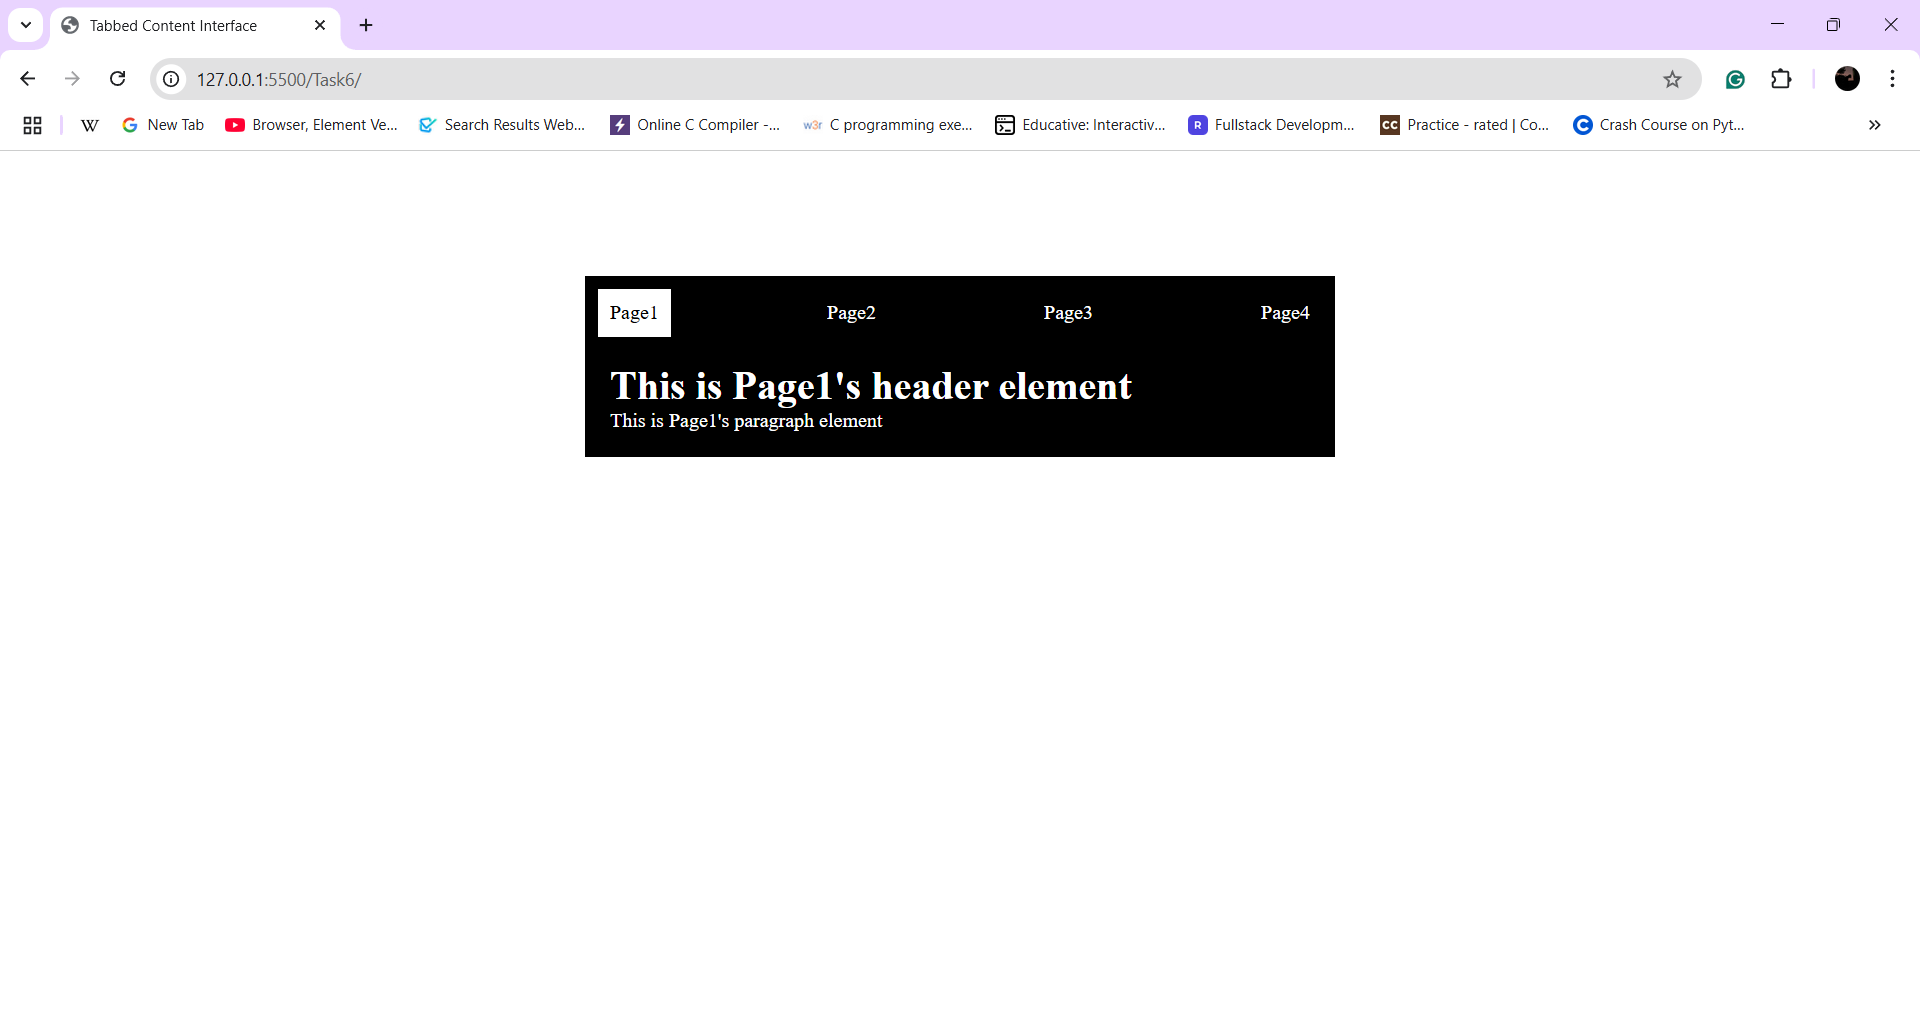 Tabbed Content Interface
127.0.0.1:5500/Task6/
W New Tab Browser, Element Ve... Search Results Web... Online C Compiler -... w3r C programming exe... Educative: Interactiv... R Fullstack Developm... CC Practice - rated | Co... C Crash Course on Pyt...
Page1 Page2 Page3 Page4
This is Page1's header element
This is Page1's paragraph element